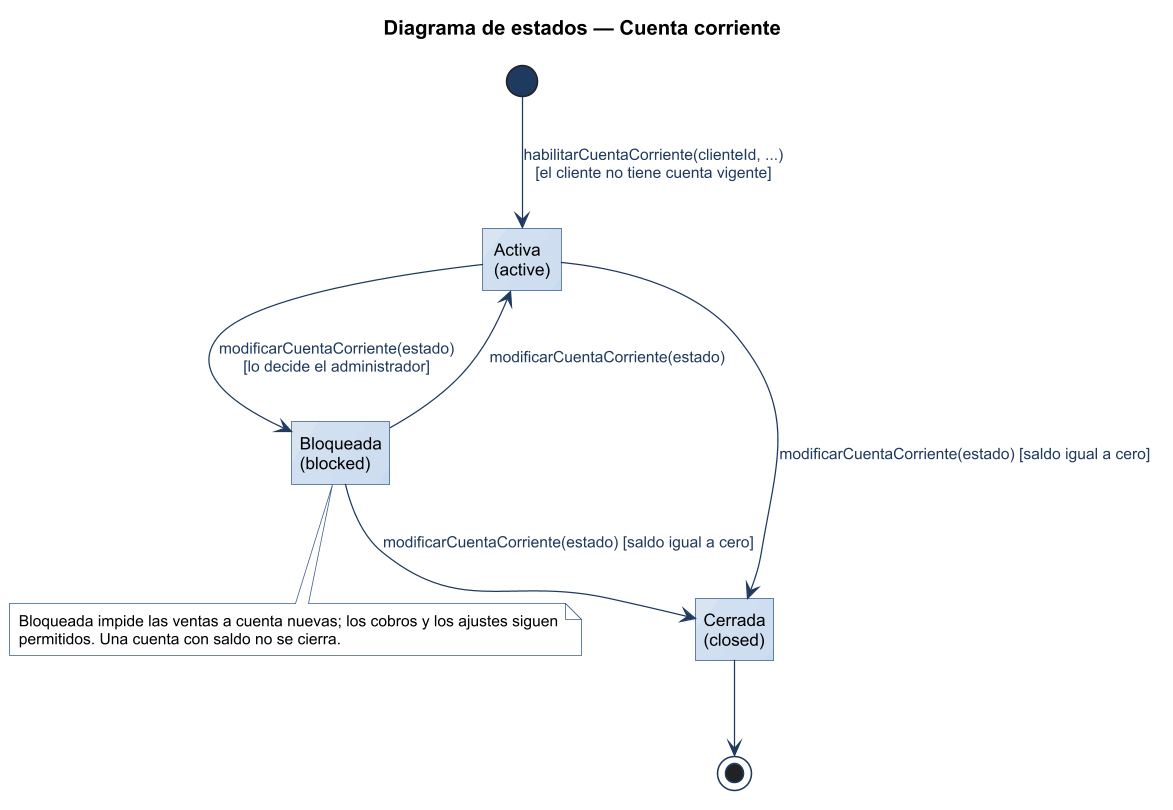 Diagrama de estados — Cuenta corriente
habilitarCuentaCorriente(clienteId, ...)
[el cliente no tiene cuenta vigente]
Activa
(active)
modificarCuentaCorriente(estado)
[lo decide el administrador]
modificarCuentaCorriente(estado)
Bloqueada
(blocked)
modificarCuentaCorriente(estado) [saldo igual a cero]
modificarCuentaCorriente(estado) [saldo igual a cero]
Bloqueada impide las ventas a cuenta nuevas; los cobros y los ajustes siguen
permitidos. Una cuenta con saldo no se cierra.
Cerrada
(closed)